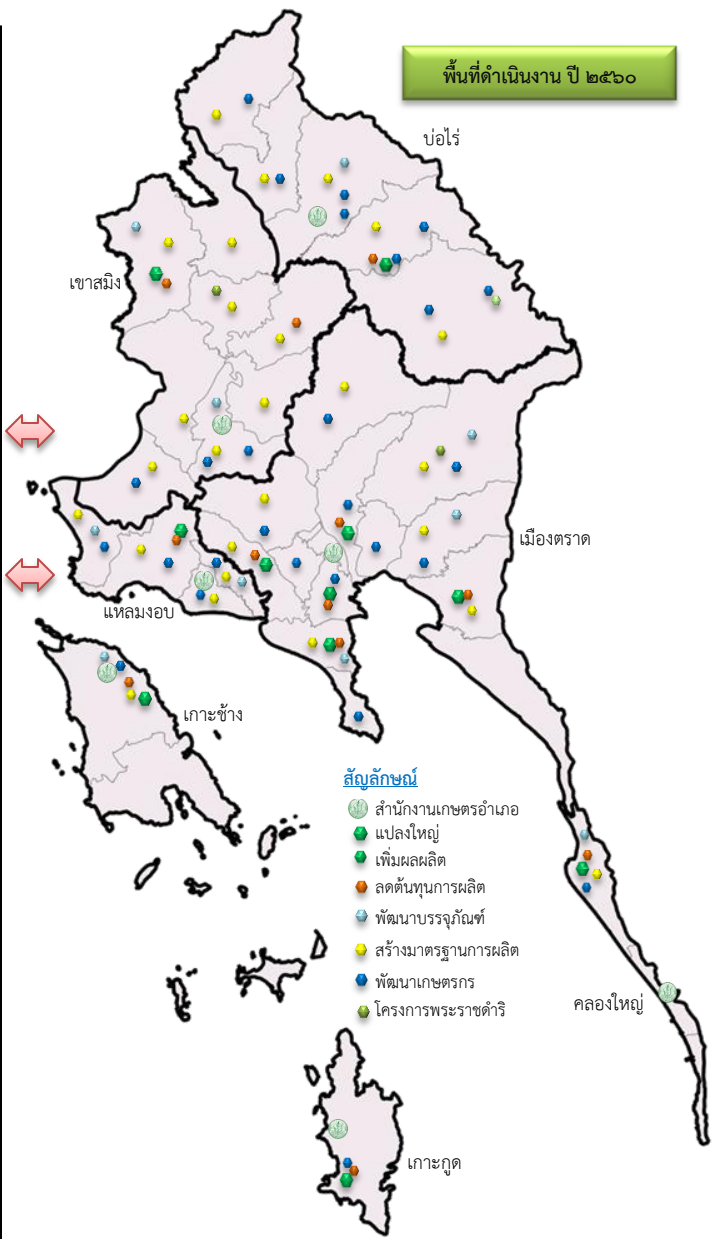 พื้นที่ดำเนินงาน ปี ๒๕๖๐
บ่อไร่
เขาสมิง
เมืองตราด
แหลมงอบ
เกาะช้าง
สัญลักษณ์
สำนักงานเกษตรอำเภอ
แปลงใหญ่
เพิ่มผลผลิต
ลดต้นทุนการผลิต
พัฒนาบรรจุภัณฑ์
สร้างมาตรฐานการผลิต
พัฒนาเกษตรกร
โครงการพระราชดำริ
คลองใหญ่
เกาะกูด